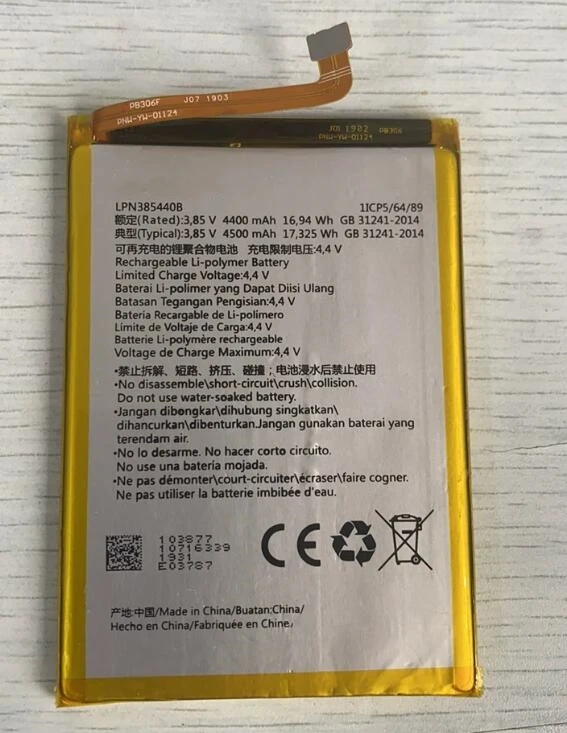 PB306F J07 1903
PNW-YW-01124
J01 1902 PB306
PNW-YW-01124
LPN385440B 1ICP5/64/89
额定(Rated):3,85 V 4400 mAh 16,94 Wh GB 31241-2014
典型(Typical):3,85 V 4500 mAh 17,325 Wh GB 31241-2014
可再充电的锂聚合物电池 充电限制电压:4,4 V
Rechargeable Li-polymer Battery
Limited Charge Voltage:4,4 V
Baterai Li-polimer yang Dapat Diisi Ulang
Batasan Tegangan Pengisian:4,4 V
Batería Recargable de Li-polímero
Límite de Voltaje de Carga:4,4 V
Batterie Li-polymère rechargeable
Voltage de Charge Maximum:4,4 V
•禁止拆解、短路、挤压、碰撞；电池浸水后禁止使用
•No disassemble\short-circuit\crush\collision.
Do not use water-soaked battery.
•Jangan dibongkar\dihubung singkatkan\
dihancurkan\dibenturkan.Jangan gunakan baterai yang
terendam air.
•No lo desarme. No hacer corto circuito.
No use una batería mojada.
•Ne pas démonter\court-circuiter\écraser\faire cogner.
Ne pas utiliser la batterie imbibée d'eau.
103877
10716339
1931
E03787
CE
产地:中国/Made in China/Buatan:China/
Hecho en China/Fabriquée en Chine